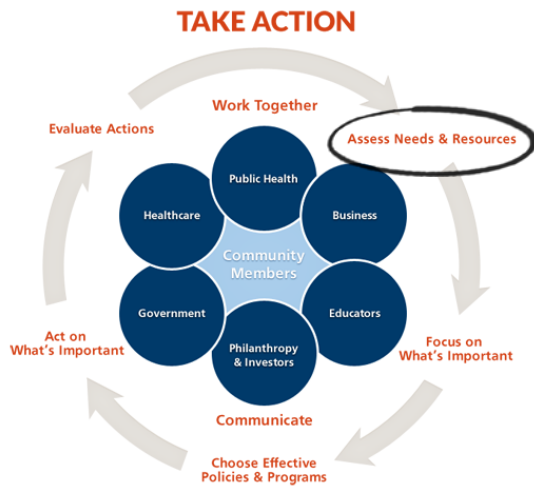 TAKE ACTION
Work Together
Evaluate Actions
Assess Needs & Resources
Public Health
Healthcare
Business
Community
Members
Government
Educators
Act on
What's Important
Focus on
What's Important
Philanthropy
& Investors
Communicate
Choose Effective
Policies & Programs